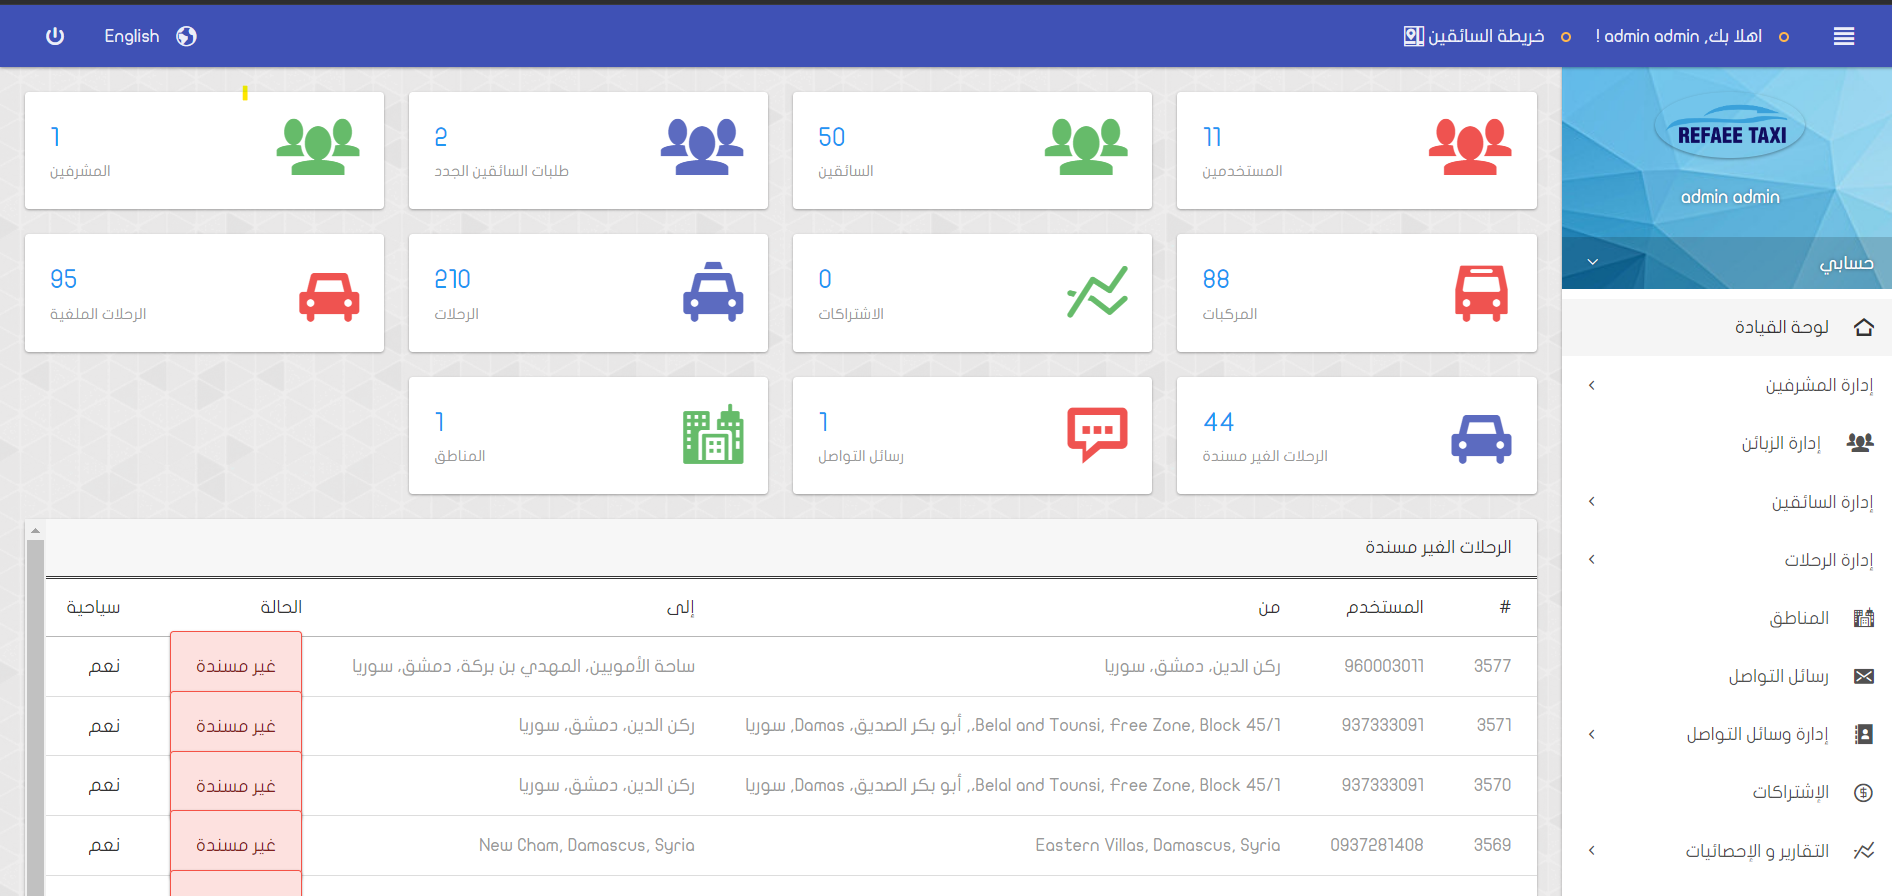 اهلا بك, admin admin !
خريطة السائقين
English
REFAEE TAXI
admin admin
حسابي
لوحة القيادة
إدارة المشرفين
إدارة الزبائن
إدارة السائقين
إدارة الرحلات
المناطق
رسائل التواصل
إدارة وسائل التواصل
الإشتراكات
التقارير و الإحصائيات
11
المستخدمين
50
السائقين
2
طلبات السائقين الجدد
1
المشرفين
88
المركبات
0
الاشتراكات
210
الرحلات
95
الرحلات الملغية
44
الرحلات الغير مسندة
1
رسائل التواصل
1
المناطق
الرحلات الغير مسندة
# المستخدم من إلى الحالة سياحية
3577 960003011 ركن الدين، دمشق، سوريا ساحة الأمويين، المهدي بن بركة، دمشق، سوريا غير مسندة نعم
3571 937333091 Belal and Tounsi, Free Zone, Block 45/1،, أبو بكر الصديق، Damas, سوريا ركن الدين، دمشق، سوريا غير مسندة نعم
3570 937333091 Belal and Tounsi, Free Zone, Block 45/1،, أبو بكر الصديق، Damas, سوريا ركن الدين، دمشق، سوريا غير مسندة نعم
3569 0937281408 Eastern Villas, Damascus, Syria New Cham, Damascus, Syria غير مسندة نعم